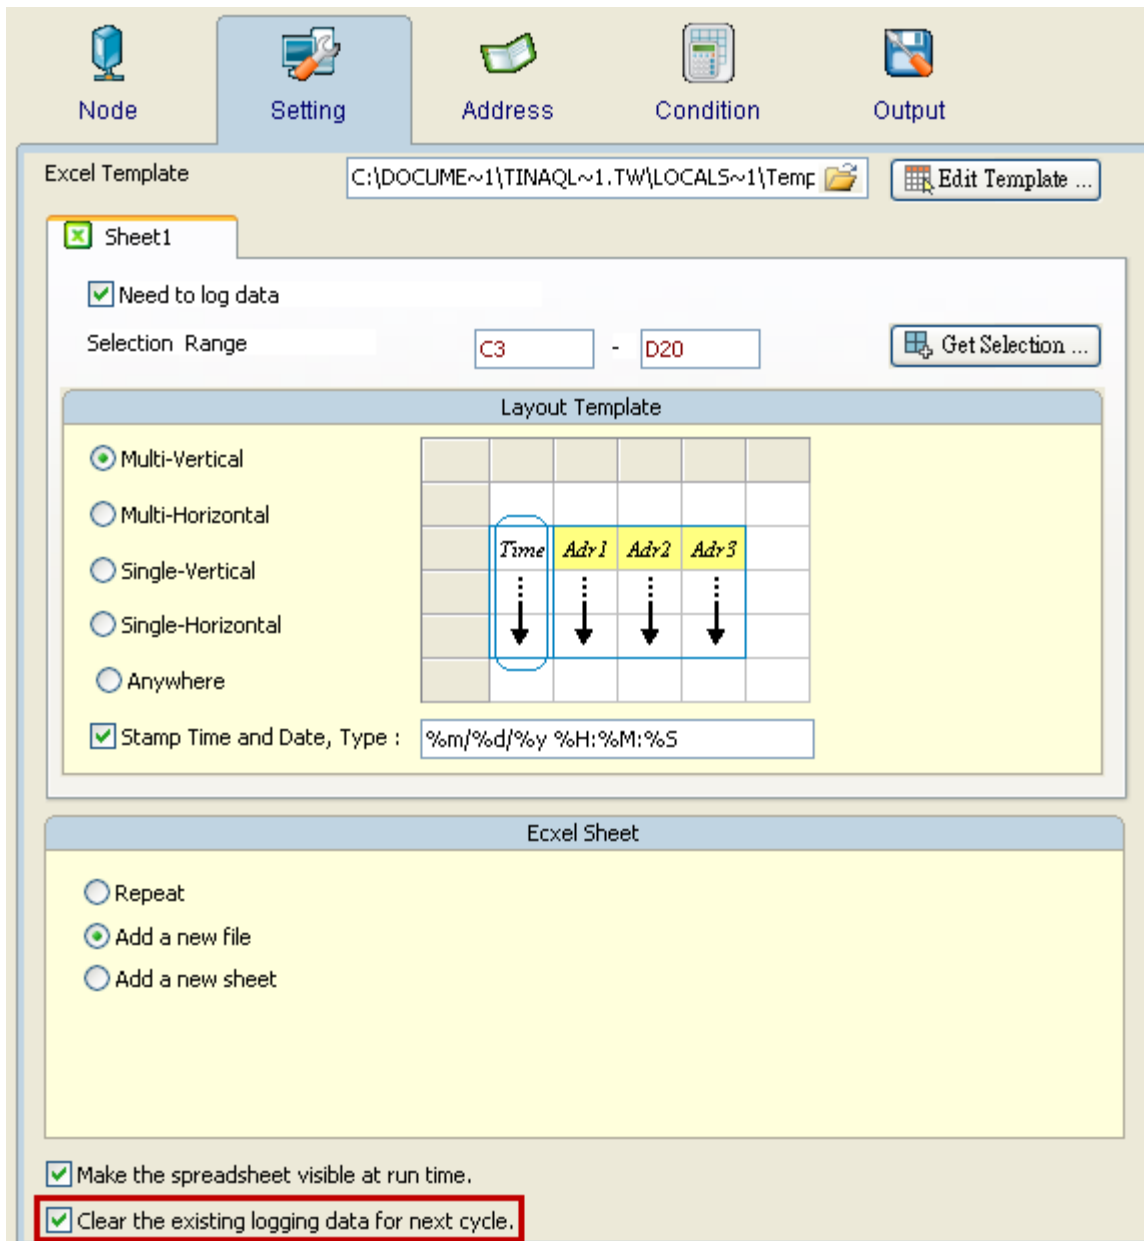 Node Setting Address Condition Output
Excel Template C:\DOCUME~1\TINAQL~1.TW\LOCALS~1\Temp Edit Template ...
Sheet1
Need to log data
Selection Range C3 - D20 Get Selection ...
Layout Template
Multi-Vertical
Multi-Horizontal
Time Adr1 Adr2 Adr3
Single-Vertical
Single-Horizontal
Anywhere
Stamp Time and Date, Type : %m/%d/%y %H:%M:%S
Ecxel Sheet
Repeat
Add a new file
Add a new sheet
Make the spreadsheet visible at run time.
Clear the existing logging data for next cycle.